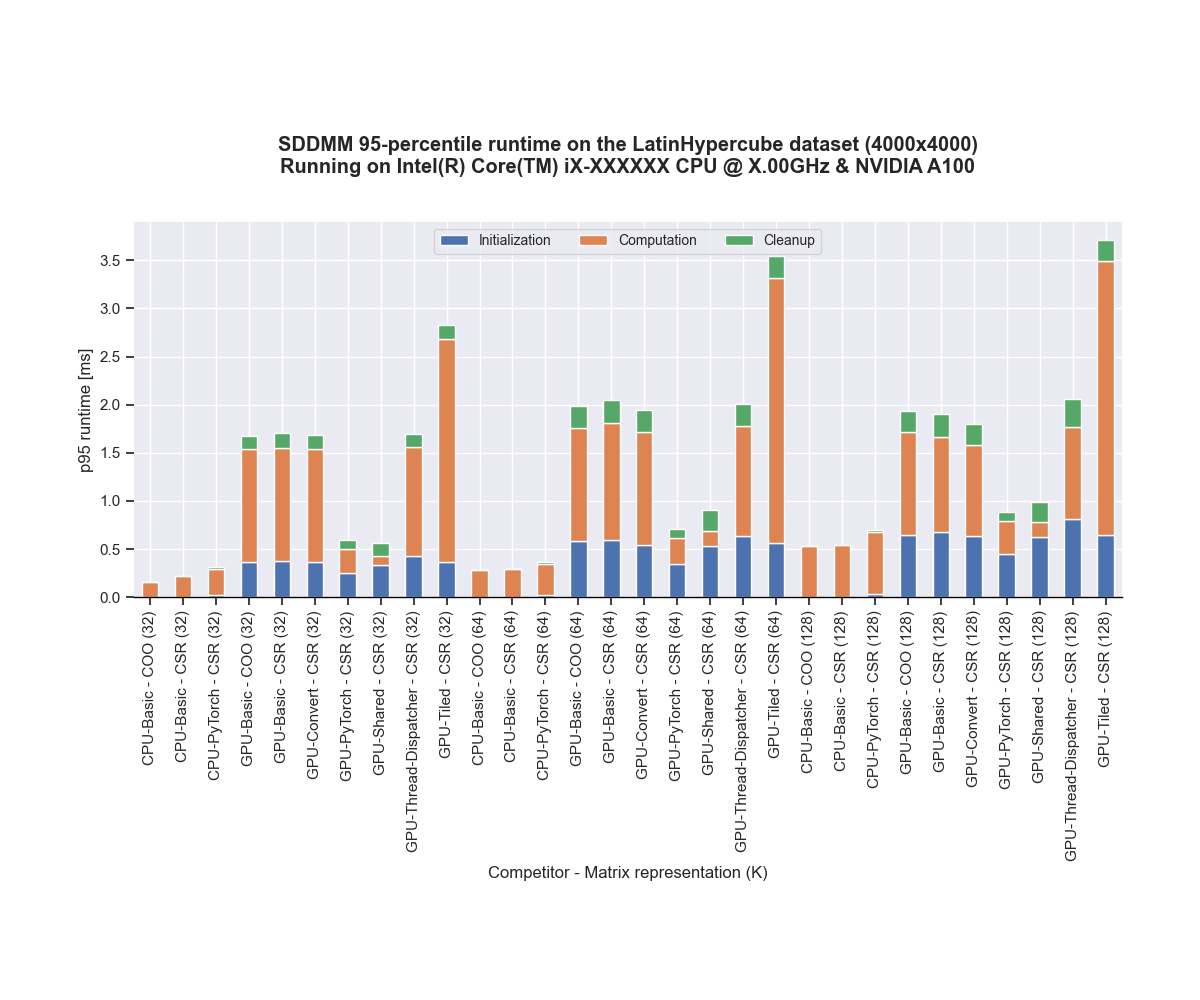 SDDMM 95-percentile runtime on the LatinHypercube dataset (4000x4000)
Running on Intel(R) Core(TM) iX-XXXXXX CPU @ X.00GHz & NVIDIA A100
Initialization
Computation
Cleanup
p95 runtime [ms]
3.5
3.0
2.5
2.0
1.5
1.0
0.5
0.0
CPU-Basic - COO (32)
CPU-Basic - CSR (32)
CPU-PyTorch - CSR (32)
GPU-Basic - COO (32)
GPU-Basic - CSR (32)
GPU-Convert - CSR (32)
GPU-PyTorch - CSR (32)
GPU-Shared - CSR (32)
GPU-Thread-Dispatcher - CSR (32)
GPU-Tiled - CSR (32)
CPU-Basic - COO (64)
CPU-Basic - CSR (64)
CPU-PyTorch - CSR (64)
GPU-Basic - COO (64)
GPU-Basic - CSR (64)
GPU-Convert - CSR (64)
GPU-PyTorch - CSR (64)
GPU-Shared - CSR (64)
GPU-Thread-Dispatcher - CSR (64)
GPU-Tiled - CSR (64)
CPU-Basic - COO (128)
CPU-Basic - CSR (128)
CPU-PyTorch - CSR (128)
GPU-Basic - COO (128)
GPU-Basic - CSR (128)
GPU-Convert - CSR (128)
GPU-PyTorch - CSR (128)
GPU-Shared - CSR (128)
GPU-Thread-Dispatcher - CSR (128)
GPU-Tiled - CSR (128)
Competitor - Matrix representation (K)